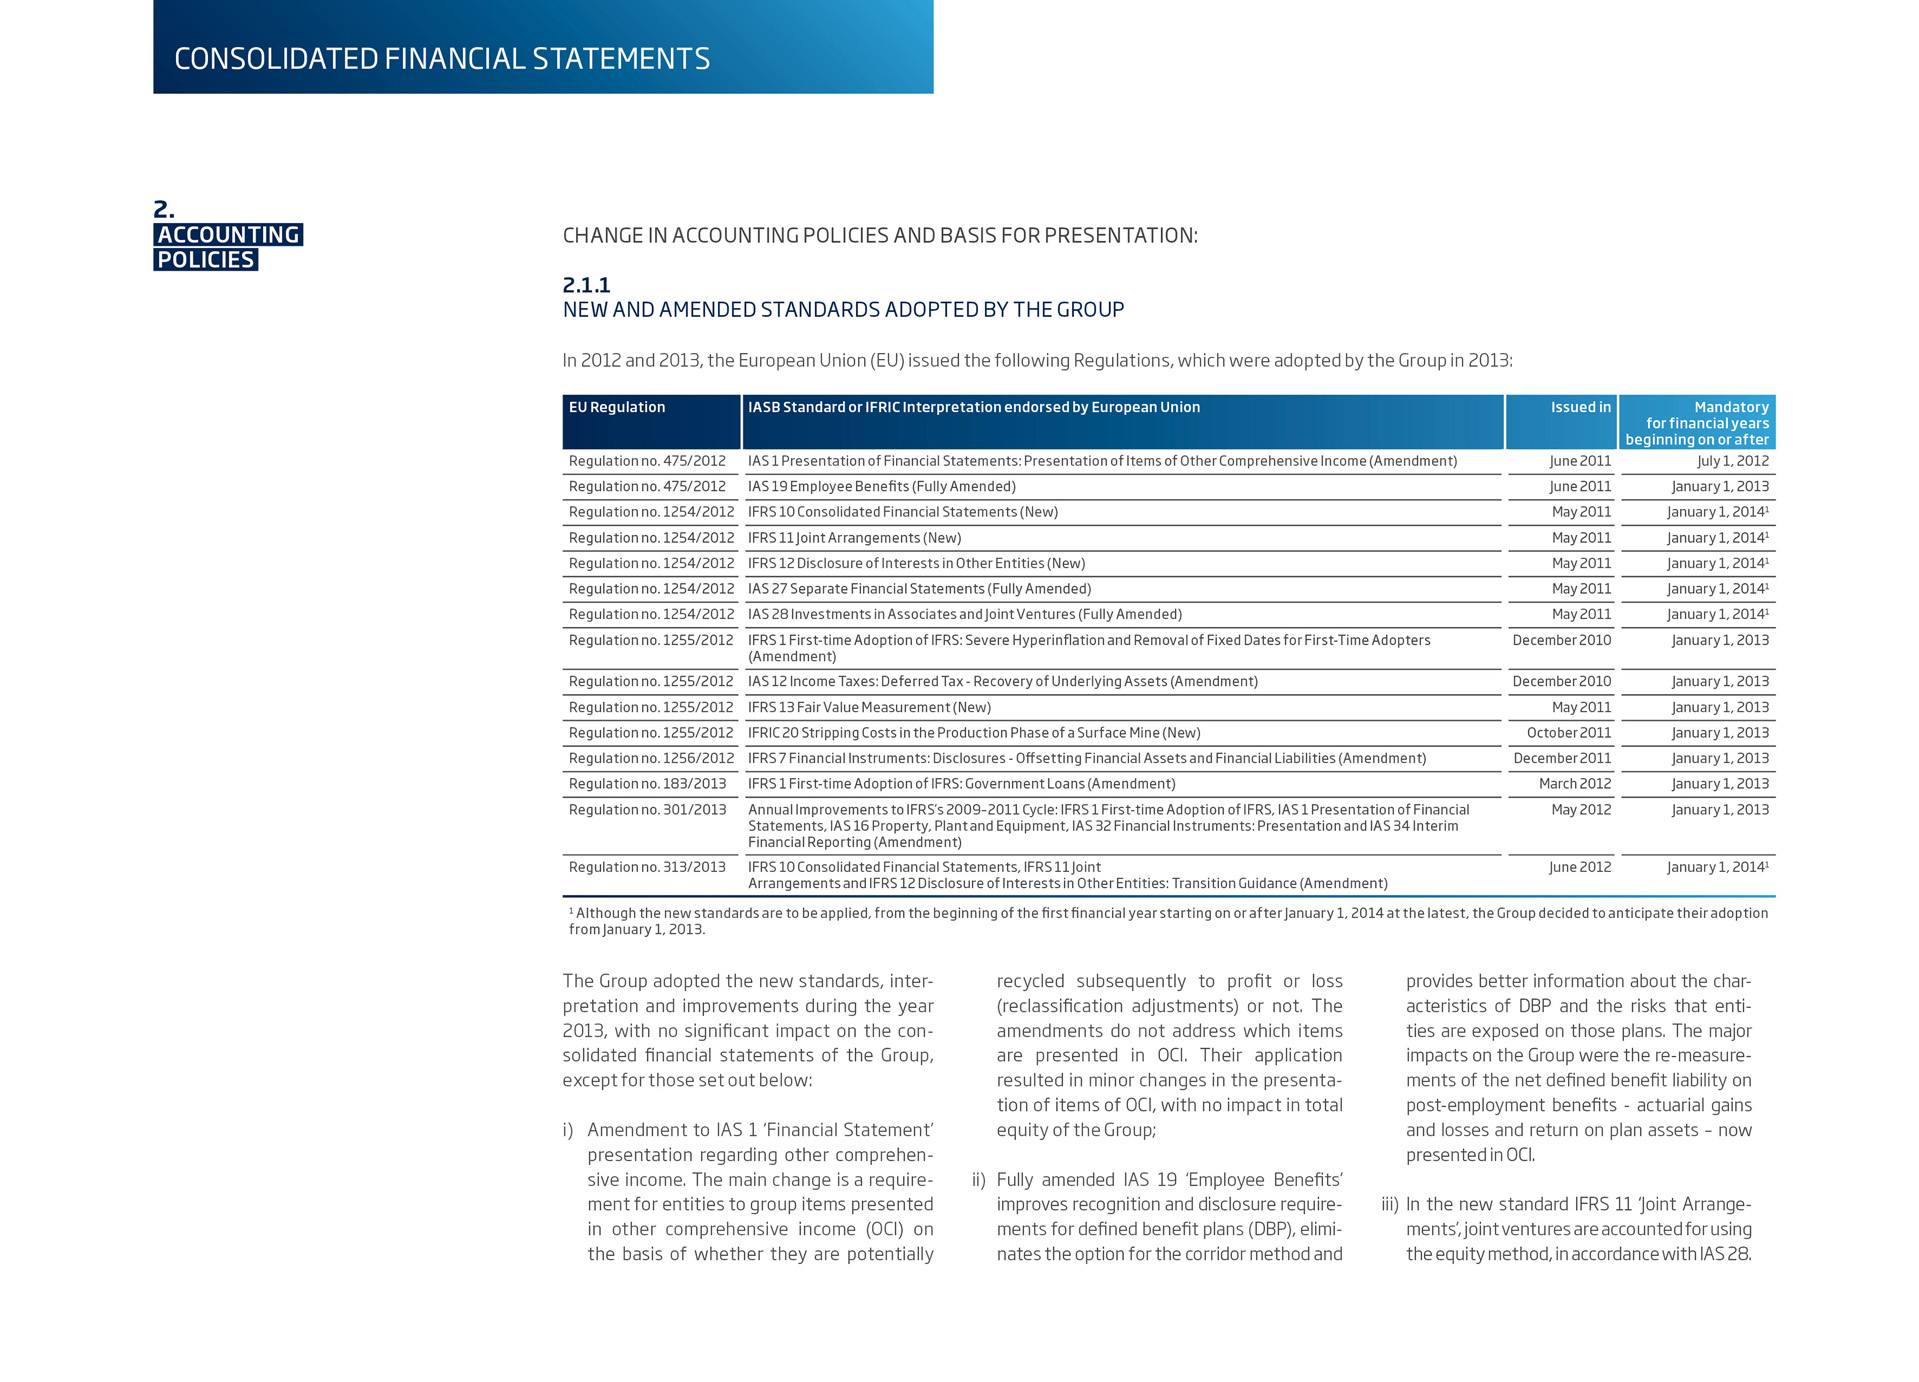 CONSOLIDATED FINANCIAL STATEMENTS
2.
ACCOUNTING
POLICIES
CHANGE IN ACCOUNTING POLICIES AND BASIS FOR PRESENTATION:
2.1.1
NEW AND AMENDED STANDARDS ADOPTED BY THE GROUP
In 2012 and 2013, the European Union (EU) issued the following Regulations, which were adopted by the Group in 2013:
EU Regulation IASB Standard or IFRIC Interpretation endorsed by European Union Issued in Mandatory
for financial years
beginning on or after
Regulation no. 475/2012 IAS 1 Presentation of Financial Statements: Presentation of Items of Other Comprehensive Income (Amendment) June 2011 July 1, 2012
Regulation no. 475/2012 IAS 19 Employee Benefits (Fully Amended) June 2011 January 1, 2013
Regulation no. 1254/2012 IFRS 10 Consolidated Financial Statements (New) May 2011 January 1, 2014¹
Regulation no. 1254/2012 IFRS 11 Joint Arrangements (New) May 2011 January 1, 2014¹
Regulation no. 1254/2012 IFRS 12 Disclosure of Interests in Other Entities (New) May 2011 January 1, 2014¹
Regulation no. 1254/2012 IAS 27 Separate Financial Statements (Fully Amended) May 2011 January 1, 2014¹
Regulation no. 1254/2012 IAS 28 Investments in Associates and Joint Ventures (Fully Amended) May 2011 January 1, 2014¹
Regulation no. 1255/2012 IFRS 1 First-time Adoption of IFRS: Severe Hyperinflation and Removal of Fixed Dates for First-Time Adopters December 2010 January 1, 2013
(Amendment)
Regulation no. 1255/2012 IAS 12 Income Taxes: Deferred Tax - Recovery of Underlying Assets (Amendment) December 2010 January 1, 2013
Regulation no. 1255/2012 IFRS 13 Fair Value Measurement (New) May 2011 January 1, 2013
Regulation no. 1255/2012 IFRIC 20 Stripping Costs in the Production Phase of a Surface Mine (New) October 2011 January 1, 2013
Regulation no. 1256/2012 IFRS 7 Financial Instruments: Disclosures - Offsetting Financial Assets and Financial Liabilities (Amendment) December 2011 January 1, 2013
Regulation no. 183/2013 IFRS 1 First-time Adoption of IFRS: Government Loans (Amendment) March 2012 January 1, 2013
Regulation no. 301/2013 Annual Improvements to IFRS's 2009–2011 Cycle: IFRS 1 First-time Adoption of IFRS, IAS 1 Presentation of Financial May 2012 January 1, 2013
Statements, IAS 16 Property, Plant and Equipment, IAS 32 Financial Instruments: Presentation and IAS 34 Interim
Financial Reporting (Amendment)
Regulation no. 313/2013 IFRS 10 Consolidated Financial Statements, IFRS 11 Joint June 2012 January 1, 2014¹
Arrangements and IFRS 12 Disclosure of Interests in Other Entities: Transition Guidance (Amendment)
¹ Although the new standards are to be applied, from the beginning of the first financial year starting on or after January 1, 2014 at the latest, the Group decided to anticipate their adoption
from January 1, 2013.
The Group adopted the new standards, inter-
pretation and improvements during the year
2013, with no significant impact on the con-
solidated financial statements of the Group,
except for those set out below:
i) Amendment to IAS 1 ‘Financial Statement’
presentation regarding other comprehen-
sive income. The main change is a require-
ment for entities to group items presented
in other comprehensive income (OCI) on
the basis of whether they are potentially
recycled subsequently to profit or loss
(reclassification adjustments) or not. The
amendments do not address which items
are presented in OCI. Their application
resulted in minor changes in the presenta-
tion of items of OCI, with no impact in total
equity of the Group;
ii) Fully amended IAS 19 ‘Employee Benefits’
improves recognition and disclosure require-
ments for defined benefit plans (DBP), elimi-
nates the option for the corridor method and
provides better information about the char-
acteristics of DBP and the risks that enti-
ties are exposed on those plans. The major
impacts on the Group were the re-measure-
ments of the net defined benefit liability on
post-employment benefits - actuarial gains
and losses and return on plan assets – now
presented in OCI.
iii) In the new standard IFRS 11 ‘Joint Arrange-
ments’, joint ventures are accounted for using
the equity method, in accordance with IAS 28.